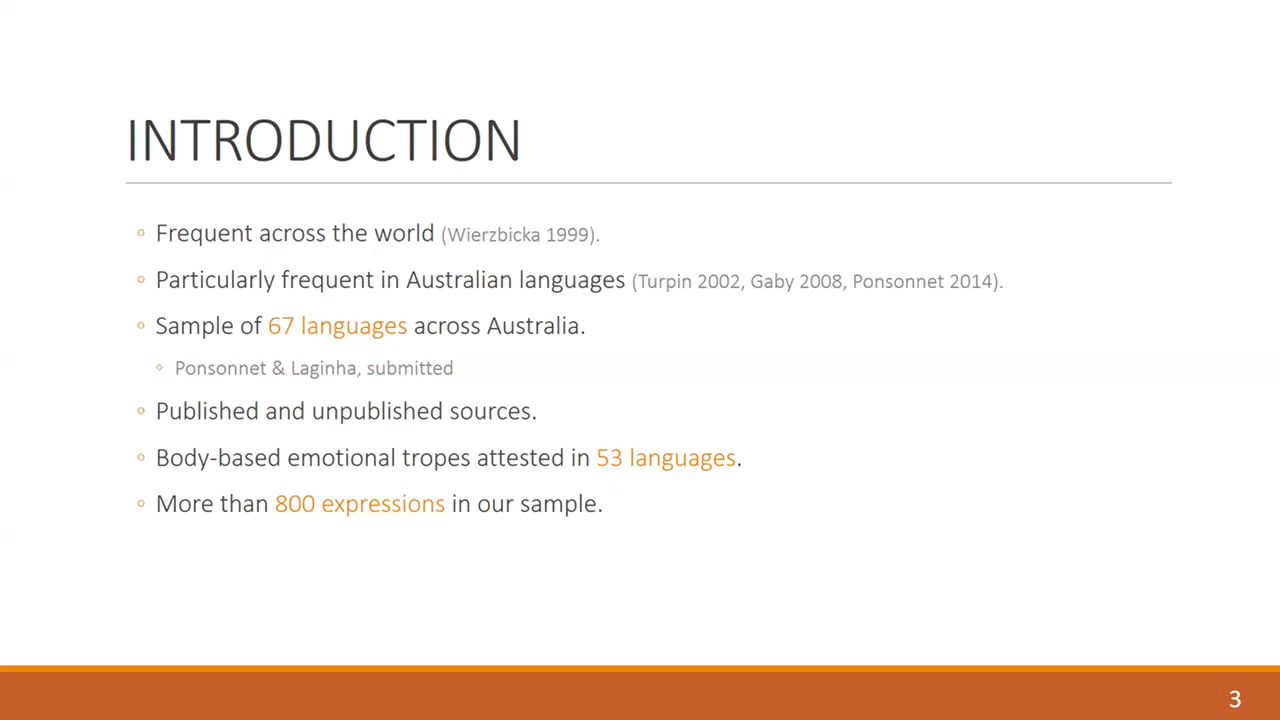 INTRODUCTION
◦ Frequent across the world (Wierzbicka 1999).
◦ Particularly frequent in Australian languages (Turpin 2002, Gaby 2008, Ponsonnet 2014).
◦ Sample of 67 languages across Australia.
◦ Ponsonnet & Laginha, submitted
◦ Published and unpublished sources.
◦ Body-based emotional tropes attested in 53 languages.
◦ More than 800 expressions in our sample.
3